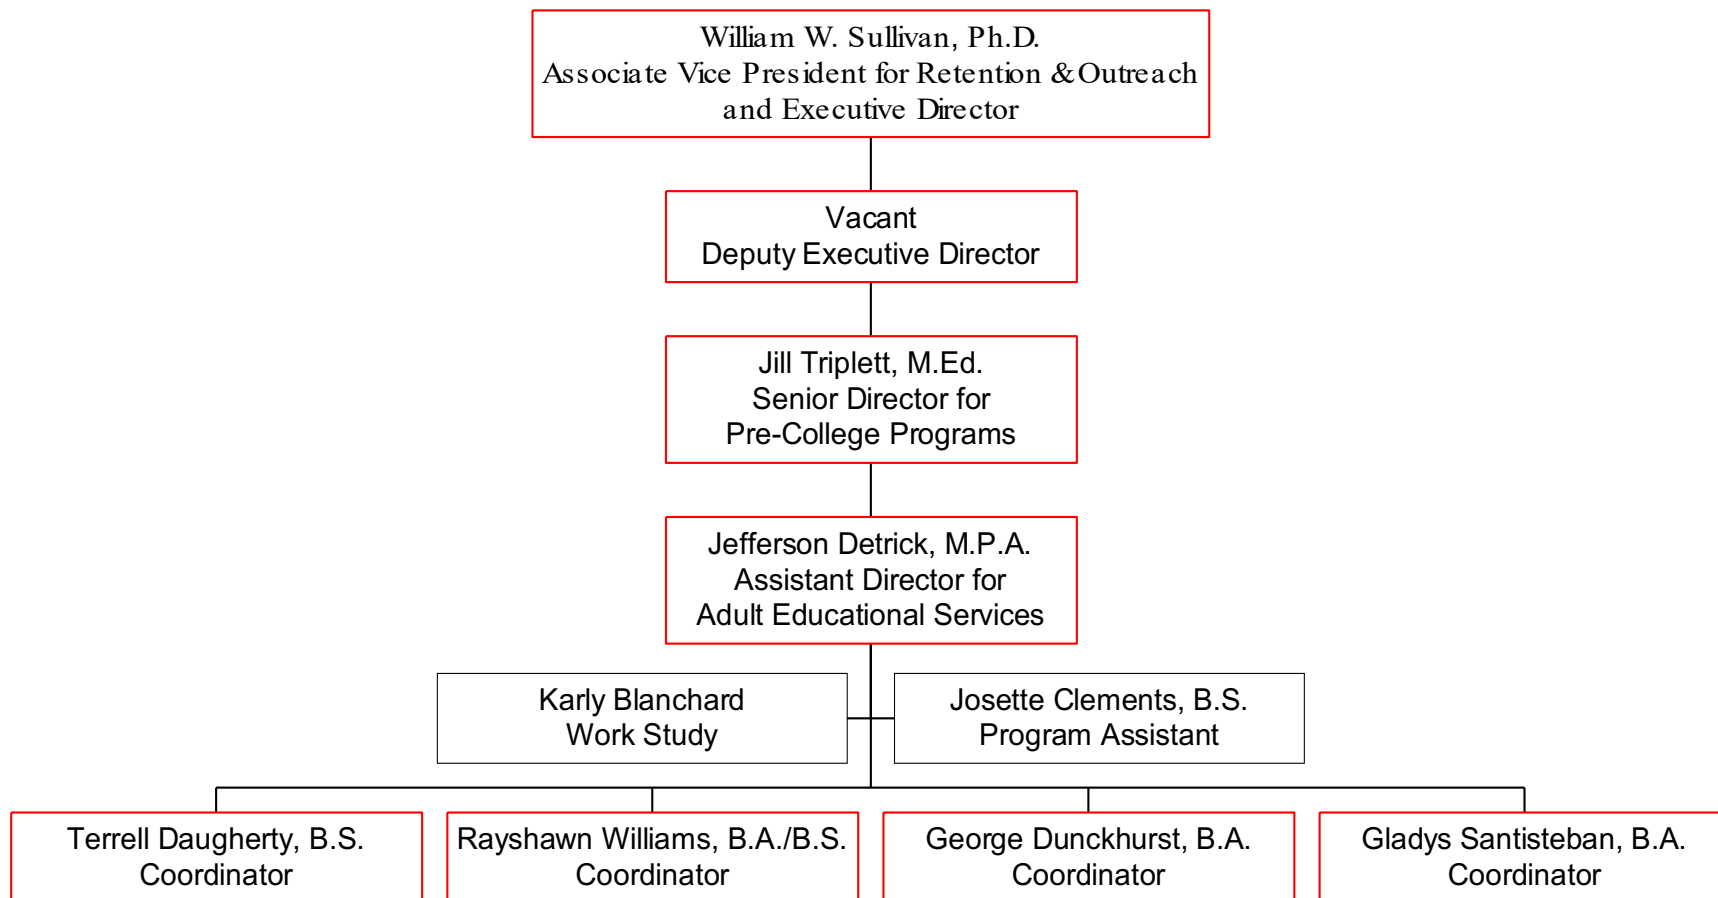 William W. Sullivan, Ph.D.
Associate Vice President for Retention & Outreach
and Executive Director
Vacant
Deputy Executive Director
Jill Triplett, M.Ed.
Senior Director for
Pre-College Programs
Jefferson Detrick, M.P.A.
Assistant Director for
Adult Educational Services
Karly Blanchard
Work Study
Josette Clements, B.S.
Program Assistant
Terrell Daugherty, B.S.
Coordinator
Rayshawn Williams, B.A./B.S.
Coordinator
George Dunckhurst, B.A.
Coordinator
Gladys Santisteban, B.A.
Coordinator